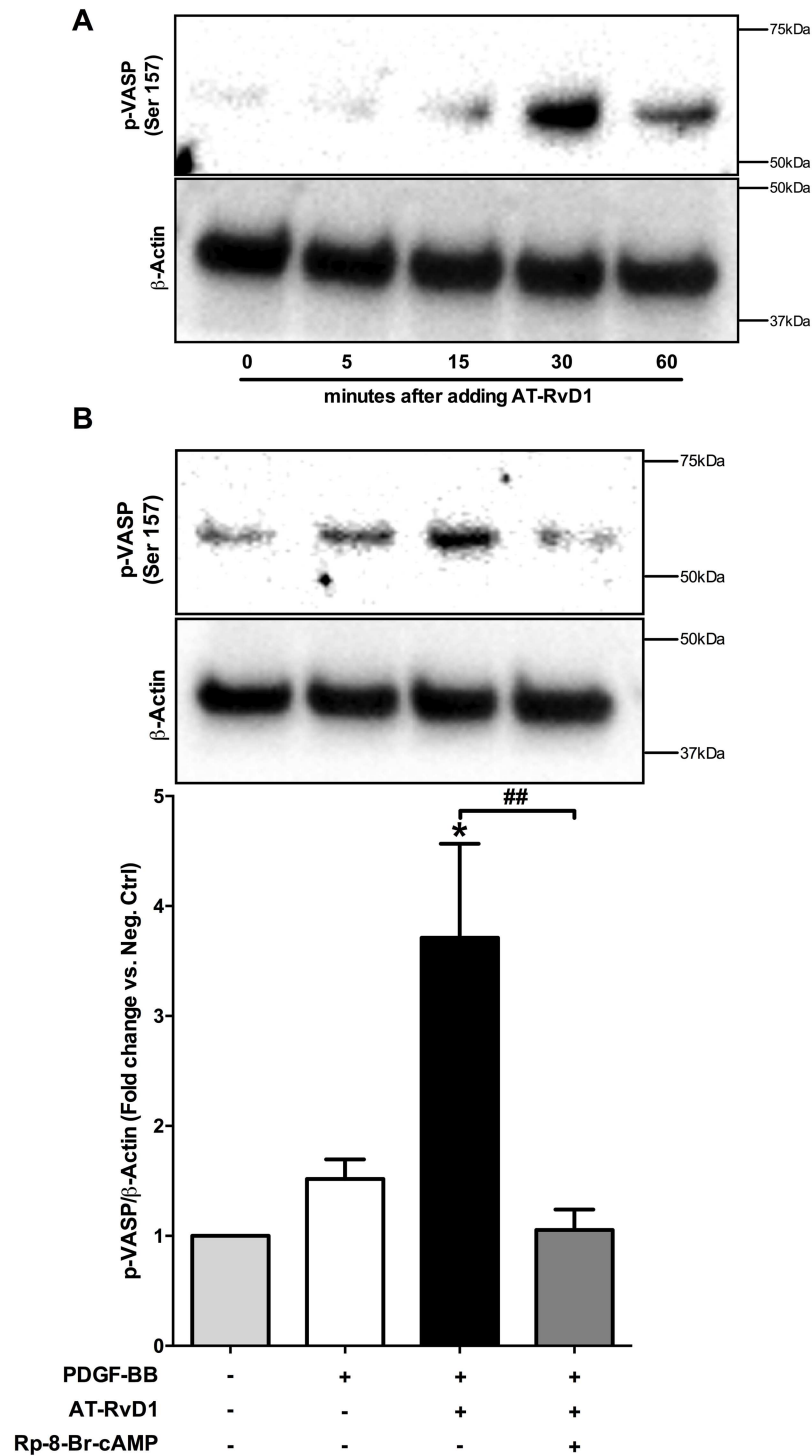 A
p-VASP
(Ser 157)
75kDa
50kDa
β-Actin
50kDa
37kDa
0 5 15 30 60
minutes after adding AT-RvD1
B
p-VASP
(Ser 157)
75kDa
50kDa
β-Actin
50kDa
37kDa
p-VASP/β-Actin (Fold change vs. Neg. Ctrl)
5
4
3
2
1
0
##
*
PDGF-BB - + + +
AT-RvD1 - - + +
Rp-8-Br-cAMP - - - +